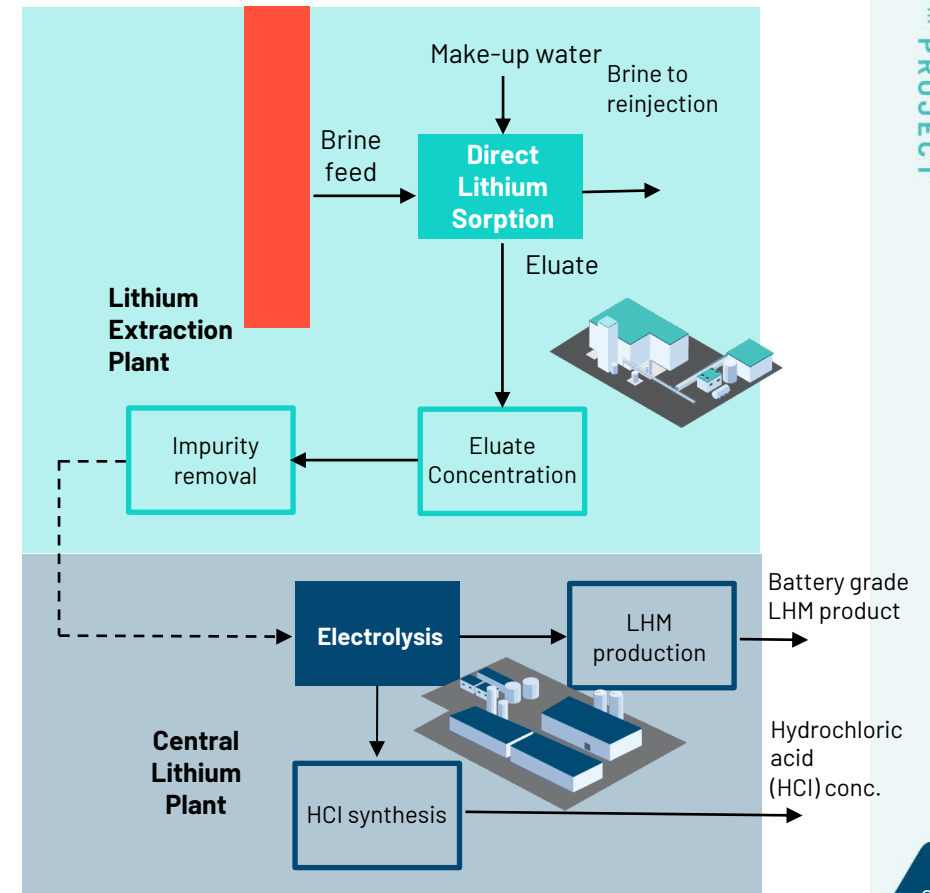 PROJECT
Make-up water
Brine to
reinjection
Brine
feed
Direct
Lithium
Sorption
Eluate
Lithium
Extraction
Plant
Impurity
removal
Eluate
Concentration
Electrolysis
LHM
production
Battery grade
LHM product
Central
Lithium
Plant
HCl synthesis
Hydrochloric
acid
(HCl) conc.